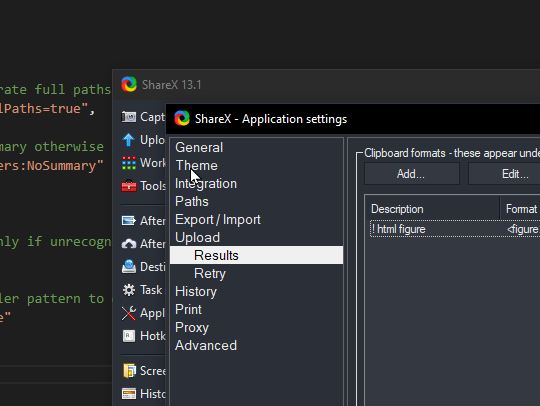 rate full paths
lPaths=true",
mary otherwise
ers:NoSummary"
nly if unrecogn
ler pattern to
e"
ShareX 13.1
Capt
Uplo
Work
Tools
After
After
Desti
Task
Appl
Hotk
Scree
Histo
ShareX - Application settings
General
Theme
Integration
Paths
Export / Import
Upload
Results
Retry
History
Print
Proxy
Advanced
Clipboard formats - these appear unde
Add... Edit...
Description Format
! html figure <figure